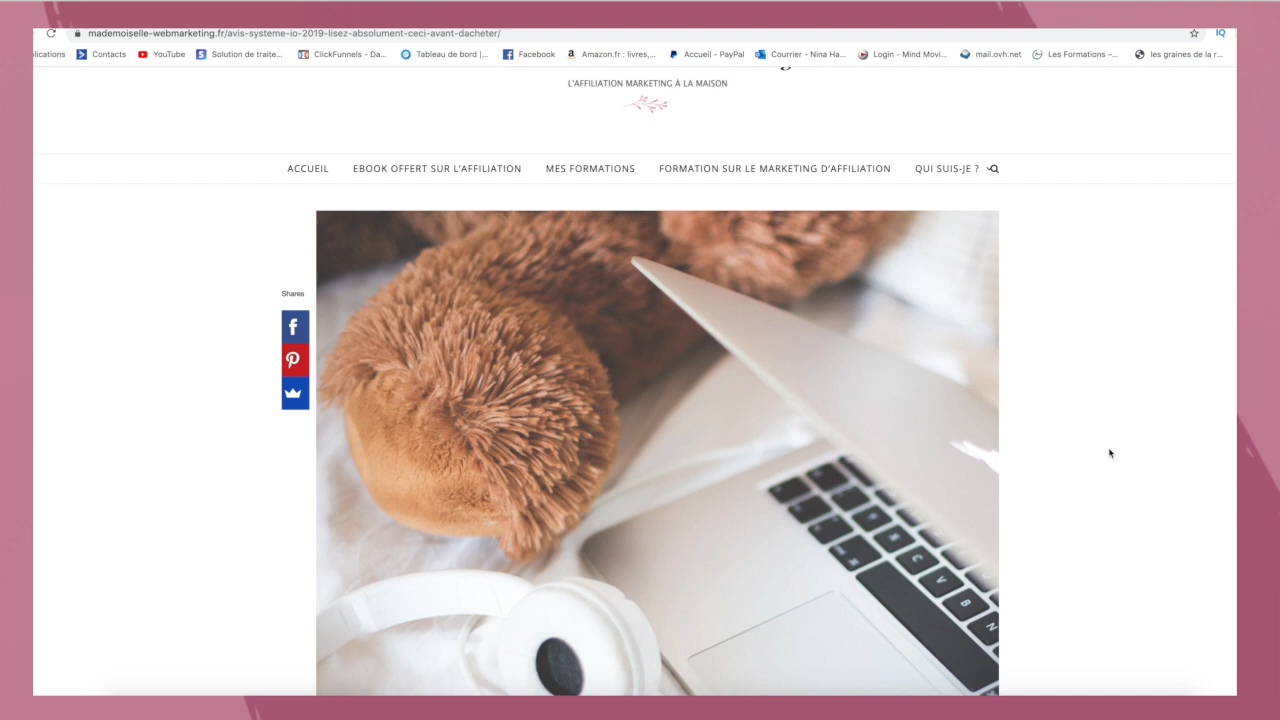 mademoiselle-webmarketing.fr/avis-systeme-io-2019-lisez-absolument-ceci-avant-dacheter/
IQ
lications Contacts YouTube Solution de traite... ClickFunnels - Da... Tableau de bord |... Facebook Amazon.fr : livres,... Accueil - PayPal Courrier - Nina Ha... Login - Mind Movi... mail.ovh.net Les Formations –... les graines de la r...
L'AFFILIATION MARKETING À LA MAISON
ACCUEIL EBOOK OFFERT SUR L'AFFILIATION MES FORMATIONS FORMATION SUR LE MARKETING D'AFFILIATION QUI SUIS-JE ?
Shares
X
C
V
B
N